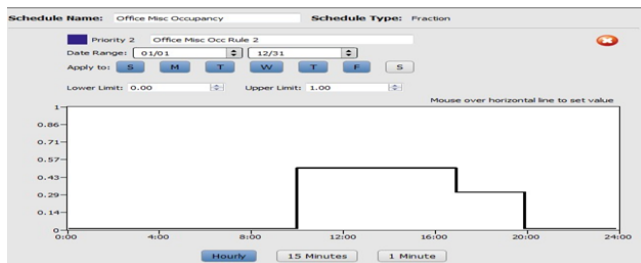 Schedule Name: Office Misc Occupancy Schedule Type: Fraction
Priority 2 Office Misc Occ Rule 2
Date Range: 01/01 12/31
Apply to: S M T W T F S
Lower Limit: 0.00 Upper Limit: 1.00
Mouse over horizontal line to set value
1
0.86
0.71
0.57
0.43
0.29
0.14
0
0:00 4:00 8:00 12:00 16:00 20:00 24:00
Hourly 15 Minutes 1 Minute